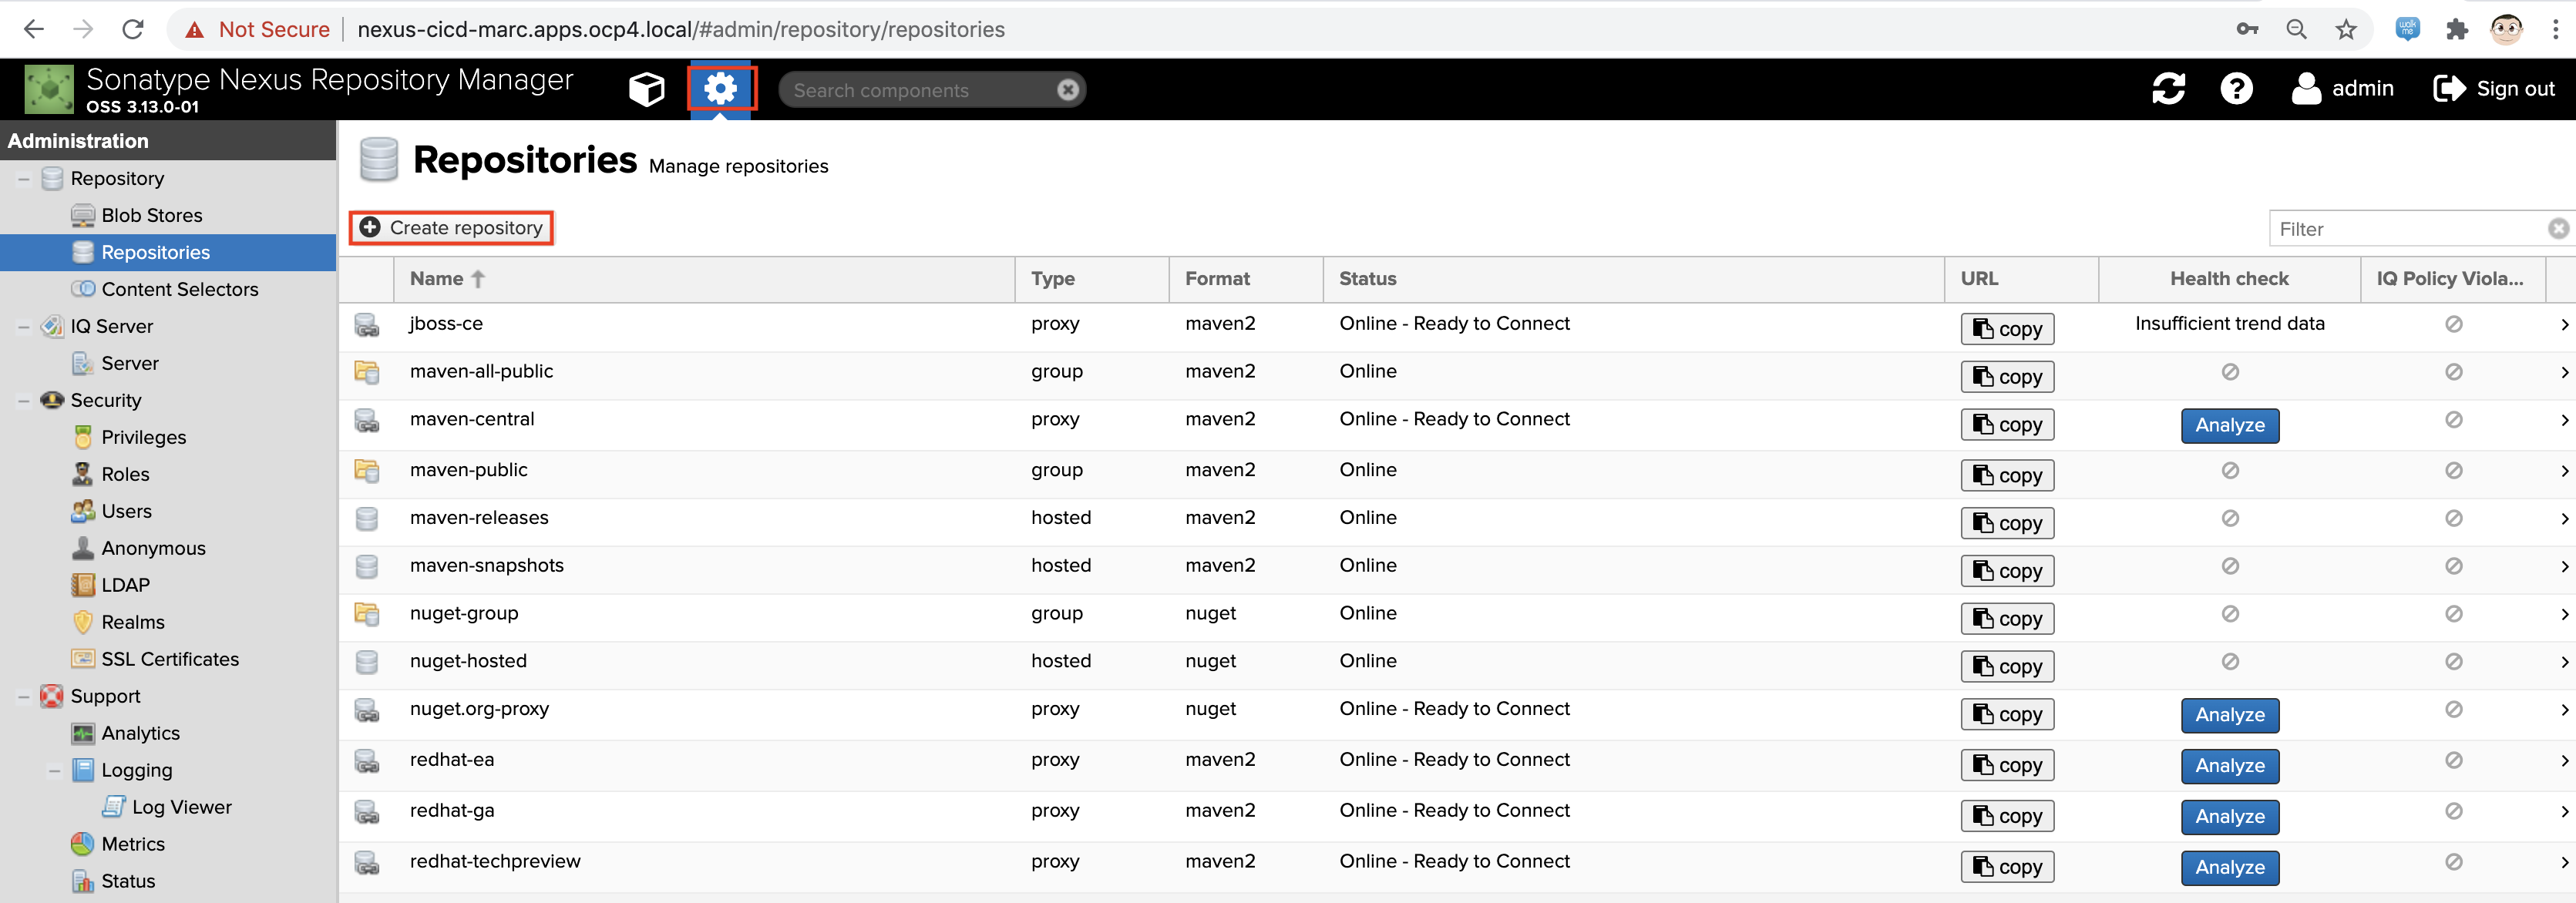 Not Secure nexus-cicd-marc.apps.ocp4.local/#admin/repository/repositories walk me
Sonatype Nexus Repository Manager
OSS 3.13.0-01
Search components
admin Sign out
Administration
Repository
Blob Stores
Repositories
Content Selectors
IQ Server
Server
Security
Privileges
Roles
Users
Anonymous
LDAP
Realms
SSL Certificates
Support
Analytics
Logging
Log Viewer
Metrics
Status
Repositories Manage repositories
Create repository Filter
Name Type Format Status URL Health check IQ Policy Viola...
jboss-ce proxy maven2 Online - Ready to Connect copy Insufficient trend data
maven-all-public group maven2 Online copy
maven-central proxy maven2 Online - Ready to Connect copy Analyze
maven-public group maven2 Online copy
maven-releases hosted maven2 Online copy
maven-snapshots hosted maven2 Online copy
nuget-group group nuget Online copy
nuget-hosted hosted nuget Online copy
nuget.org-proxy proxy nuget Online - Ready to Connect copy Analyze
redhat-ea proxy maven2 Online - Ready to Connect copy Analyze
redhat-ga proxy maven2 Online - Ready to Connect copy Analyze
redhat-techpreview proxy maven2 Online - Ready to Connect copy Analyze